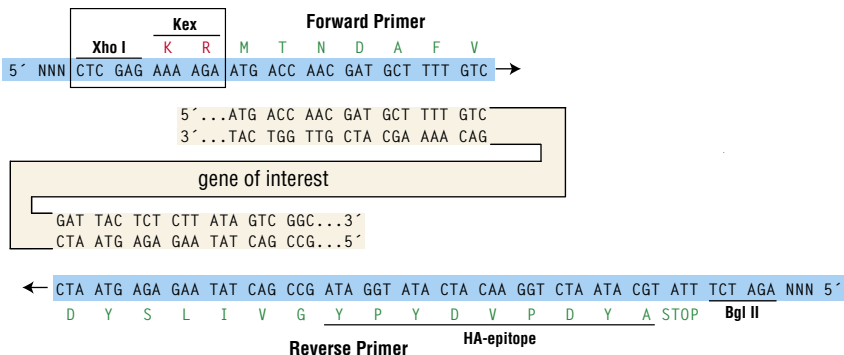 Kex
Forward Primer
Xho I
K R M T N D A F V
5´ NNN CTC GAG AAA AGA ATG ACC AAC GAT GCT TTT GTC
5´...ATG ACC AAC GAT GCT TTT GTC
3´...TAC TGG TTG CTA CGA AAA CAG
gene of interest
GAT TAC TCT CTT ATA GTC GGC...3´
CTA ATG AGA GAA TAT CAG CCG...5´
CTA ATG AGA GAA TAT CAG CCG ATA GGT ATA CTA CAA GGT CTA ATA CGT ATT TCT AGA NNN 5´
D Y S L I V G Y P Y D V P D Y A STOP Bgl II
HA-epitope
Reverse Primer